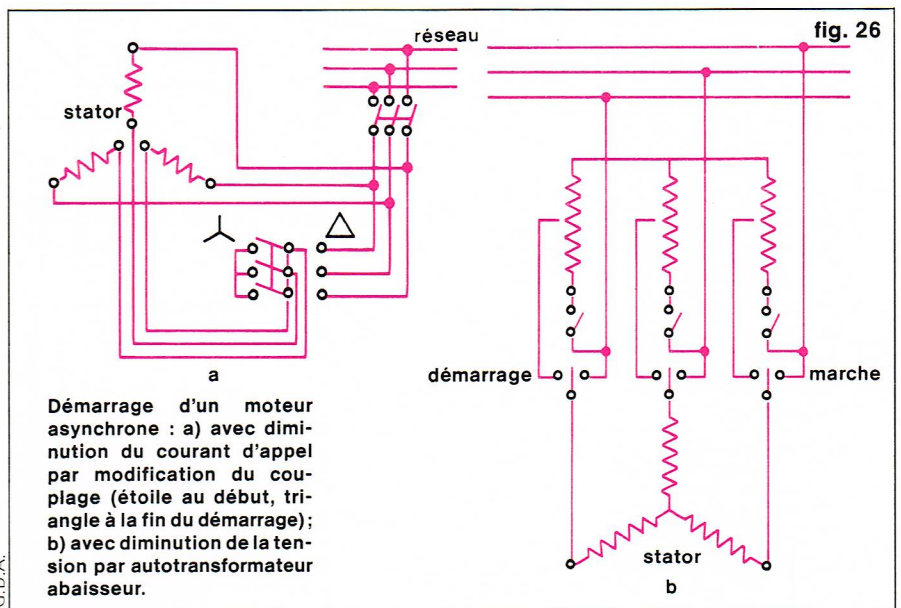 réseau
fig. 26
stator
démarrage
marche
stator
a
b
Démarrage d'un moteur
asynchrone : a) avec dimi-
nution du courant d'appel
par modification du cou-
plage (étoile au début, tri-
angle à la fin du démarrage) ;
b) avec diminution de la ten-
sion par autotransformateur
abaisseur.